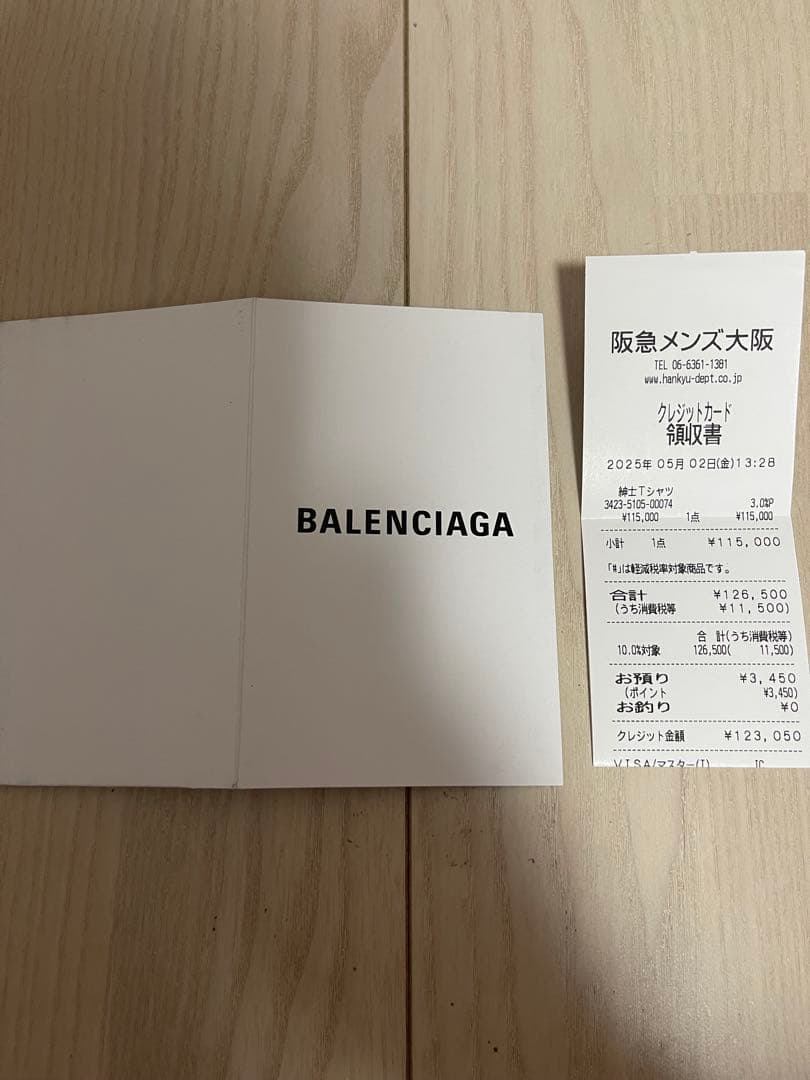 BALENCIAGA
阪急メンズ大阪
TEL 06-6361-1381
www.hankyu-dept.co.jp
クレジットカード
領収書
2025年 05月 02日(金)13:28
紳士Tシャツ
3423-5105-00074 3.0%P
¥115,000 1点 ¥115,000
小計 1点 ¥115,000
「#」は軽減税率対象商品です。
合計 ¥126,500
(うち消費税等 ¥11,500)
合 計(うち消費税等)
10.0%対象 126,500( 11,500)
お預り ¥3,450
(ポイント ¥3,450)
お釣り ¥0
クレジット金額 ¥123,050
VISA/マスター(I) IC